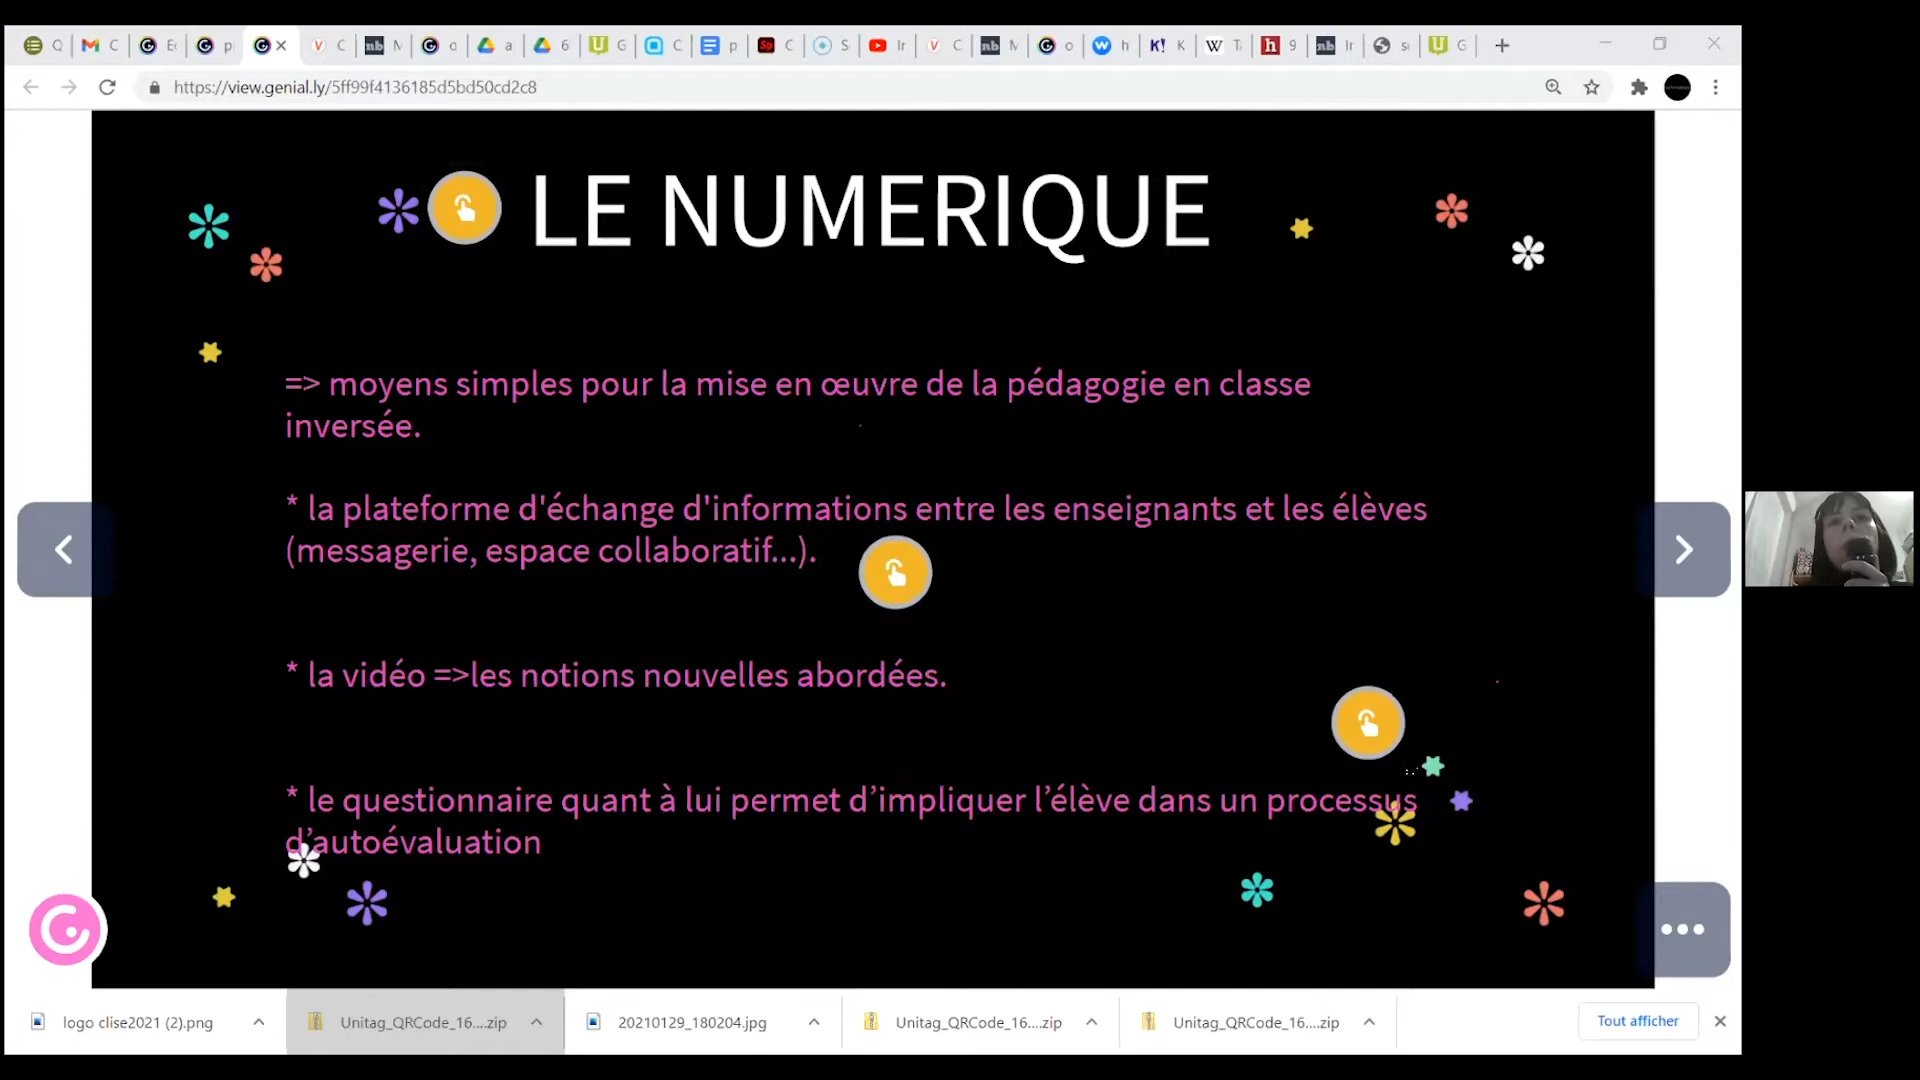 https://view.genial.ly/5ff99f4136185d5bd50cd2c8
LE NUMERIQUE
=> moyens simples pour la mise en œuvre de la pédagogie en classe
inversée.
* la plateforme d'échange d'informations entre les enseignants et les élèves
(messagerie, espace collaboratif...).
* la vidéo =>les notions nouvelles abordées.
* le questionnaire quant à lui permet d’impliquer l’élève dans un processus
d’autoévaluation
logo clise2021 (2).png
Unitag_QRCode_16....zip
20210129_180204.jpg
Unitag_QRCode_16....zip
Unitag_QRCode_16....zip
Tout afficher